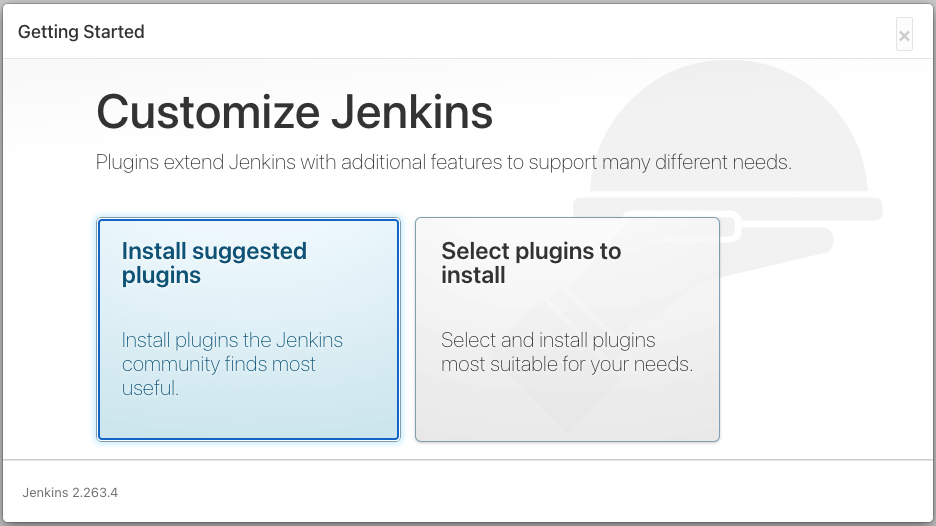 Getting Started
×
Customize Jenkins
Plugins extend Jenkins with additional features to support many different needs.
Install suggested
plugins
Install plugins the Jenkins
community finds most
useful.
Select plugins to
install
Select and install plugins
most suitable for your needs.
Jenkins 2.263.4